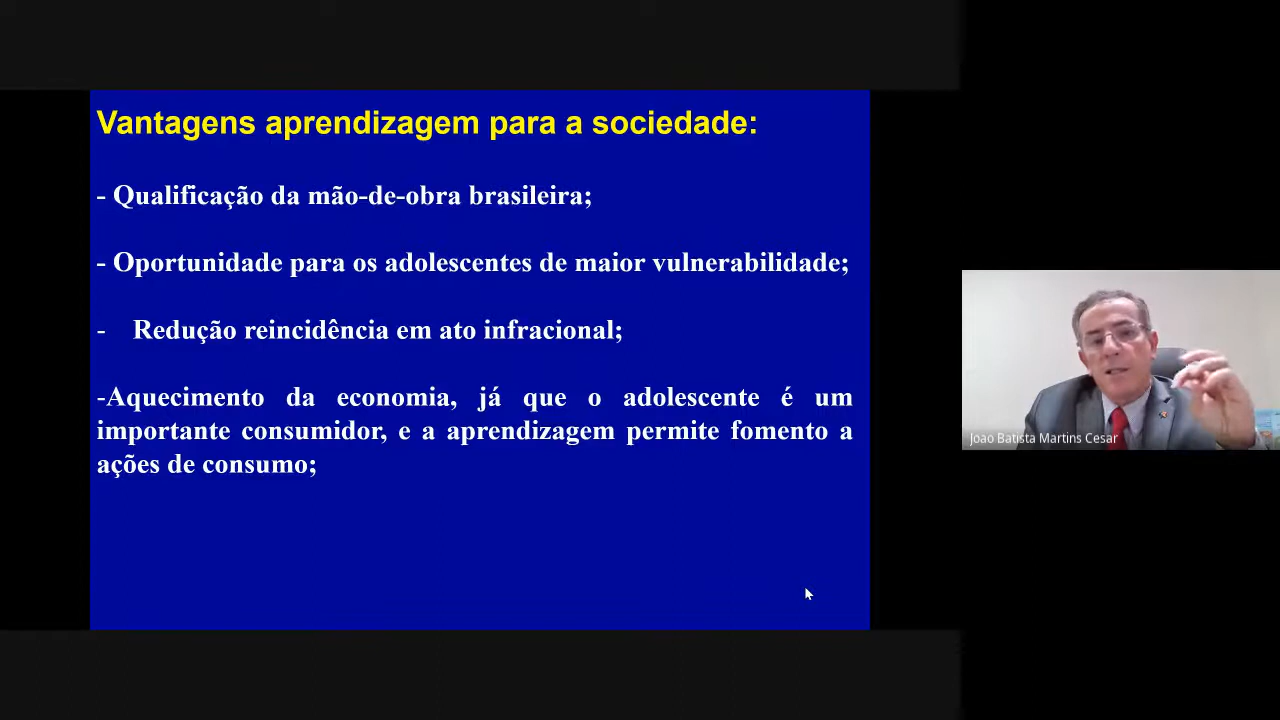 Vantagens aprendizagem para a sociedade:
- Qualificação da mão-de-obra brasileira;
- Oportunidade para os adolescentes de maior vulnerabilidade;
- Redução reincidência em ato infracional;
-Aquecimento da economia, já que o adolescente é um
importante consumidor, e a aprendizagem permite fomento a
ações de consumo;
Joao Batista Martins Cesar